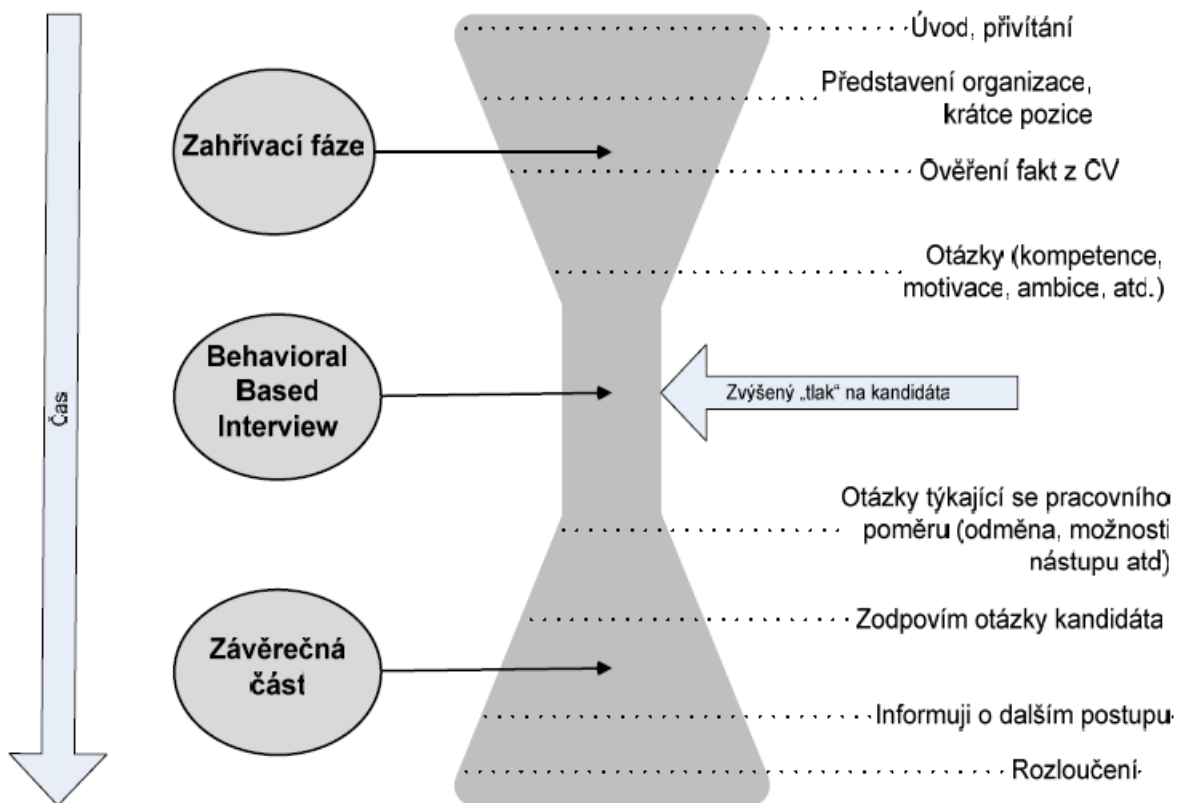 Úvod, přivítání
Představení organizace,
krátce pozice
Zahřívací fáze
Ověření fakt z CV
Otázky (kompetence,
motivace, ambice, atd.)
Behavioral
Based
Interview
Zvýšený „tlak“ na kandidáta
Čas
Otázky týkající se pracovního
poměru (odměna, možnosti
nástupu atd)
Zodpovím otázky kandidáta
Závěrečná
část
Informuji o dalším postupu
Rozloučení